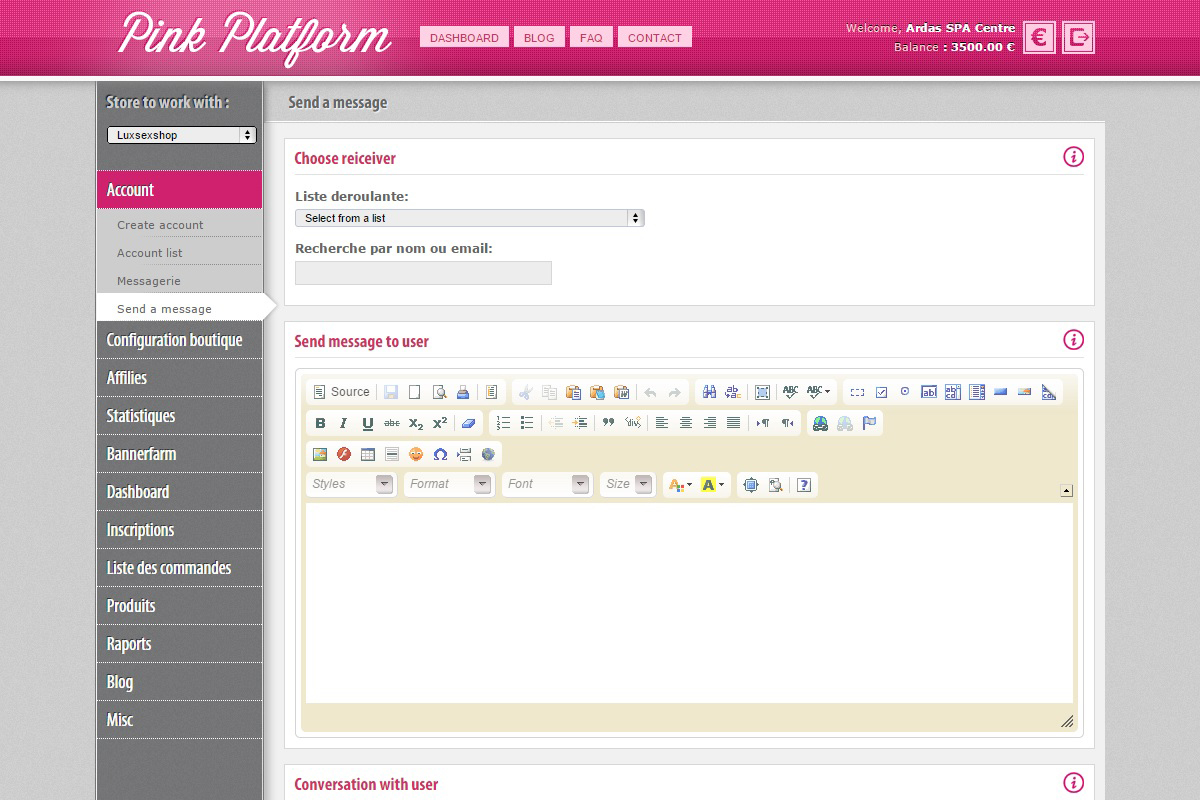 Pink Platform
DASHBOARD
BLOG
FAQ
CONTACT
Welcome, Ardas SPA Centre
Balance : 3500.00 €
€
Store to work with :
Luxsexshop
Account
Create account
Account list
Messagerie
Send a message
Configuration boutique
Affilies
Statistiques
Bannerfarm
Dashboard
Inscriptions
Liste des commandes
Produits
Raports
Blog
Misc
Send a message
Choose reiceiver
Liste deroulante:
Select from a list
Recherche par nom ou email:
Send message to user
Source
B I U abc X₂ X²
Styles
Format
Font
Size
Conversation with user